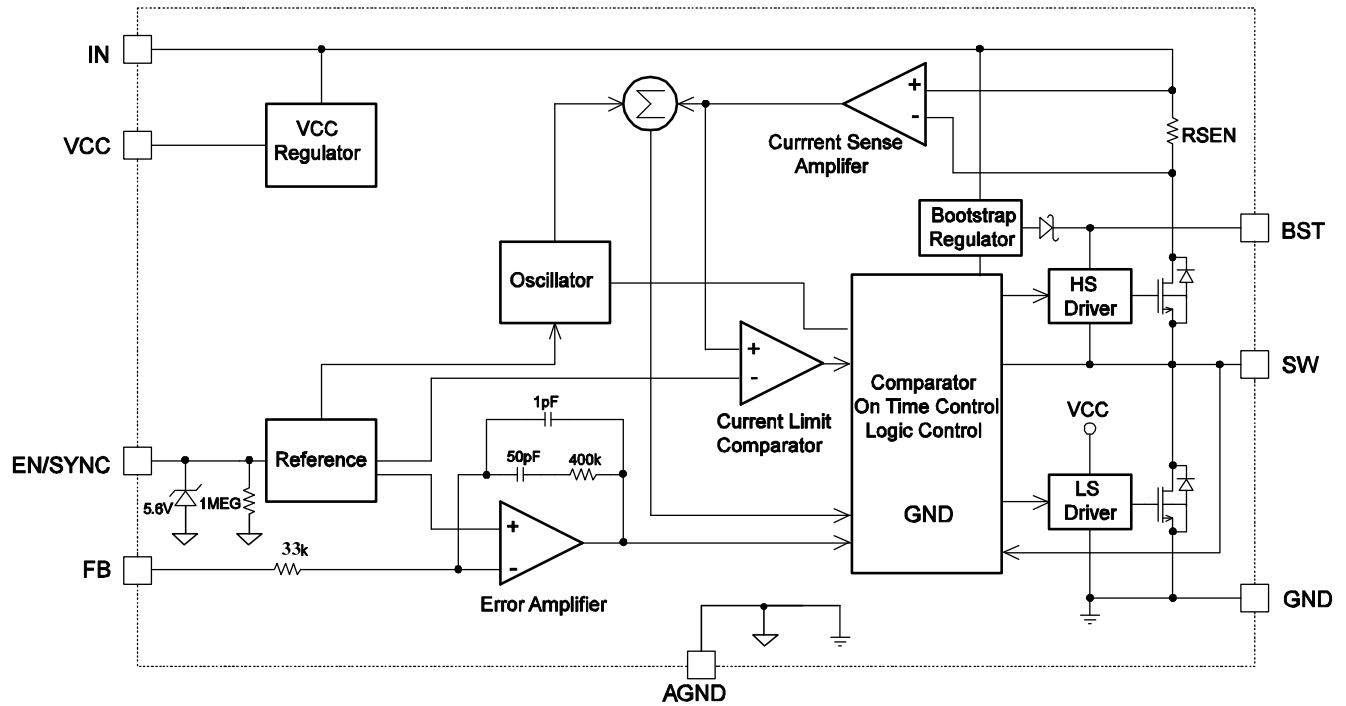 IN
+
-
Σ
VCC
Regulator
VCC
Currrent Sense
Amplifer
RSEN
Bootstrap
Regulator
BST
Oscillator
HS
Driver
+
-
SW
Comparator
On Time Control
Logic Control
GND
1pF
Current Limit
Comparator
VCC
50pF
400k
EN/SYNC
Reference
5.6V
1MEG
LS
Driver
+
-
33k
FB
Error Amplifier
GND
AGND